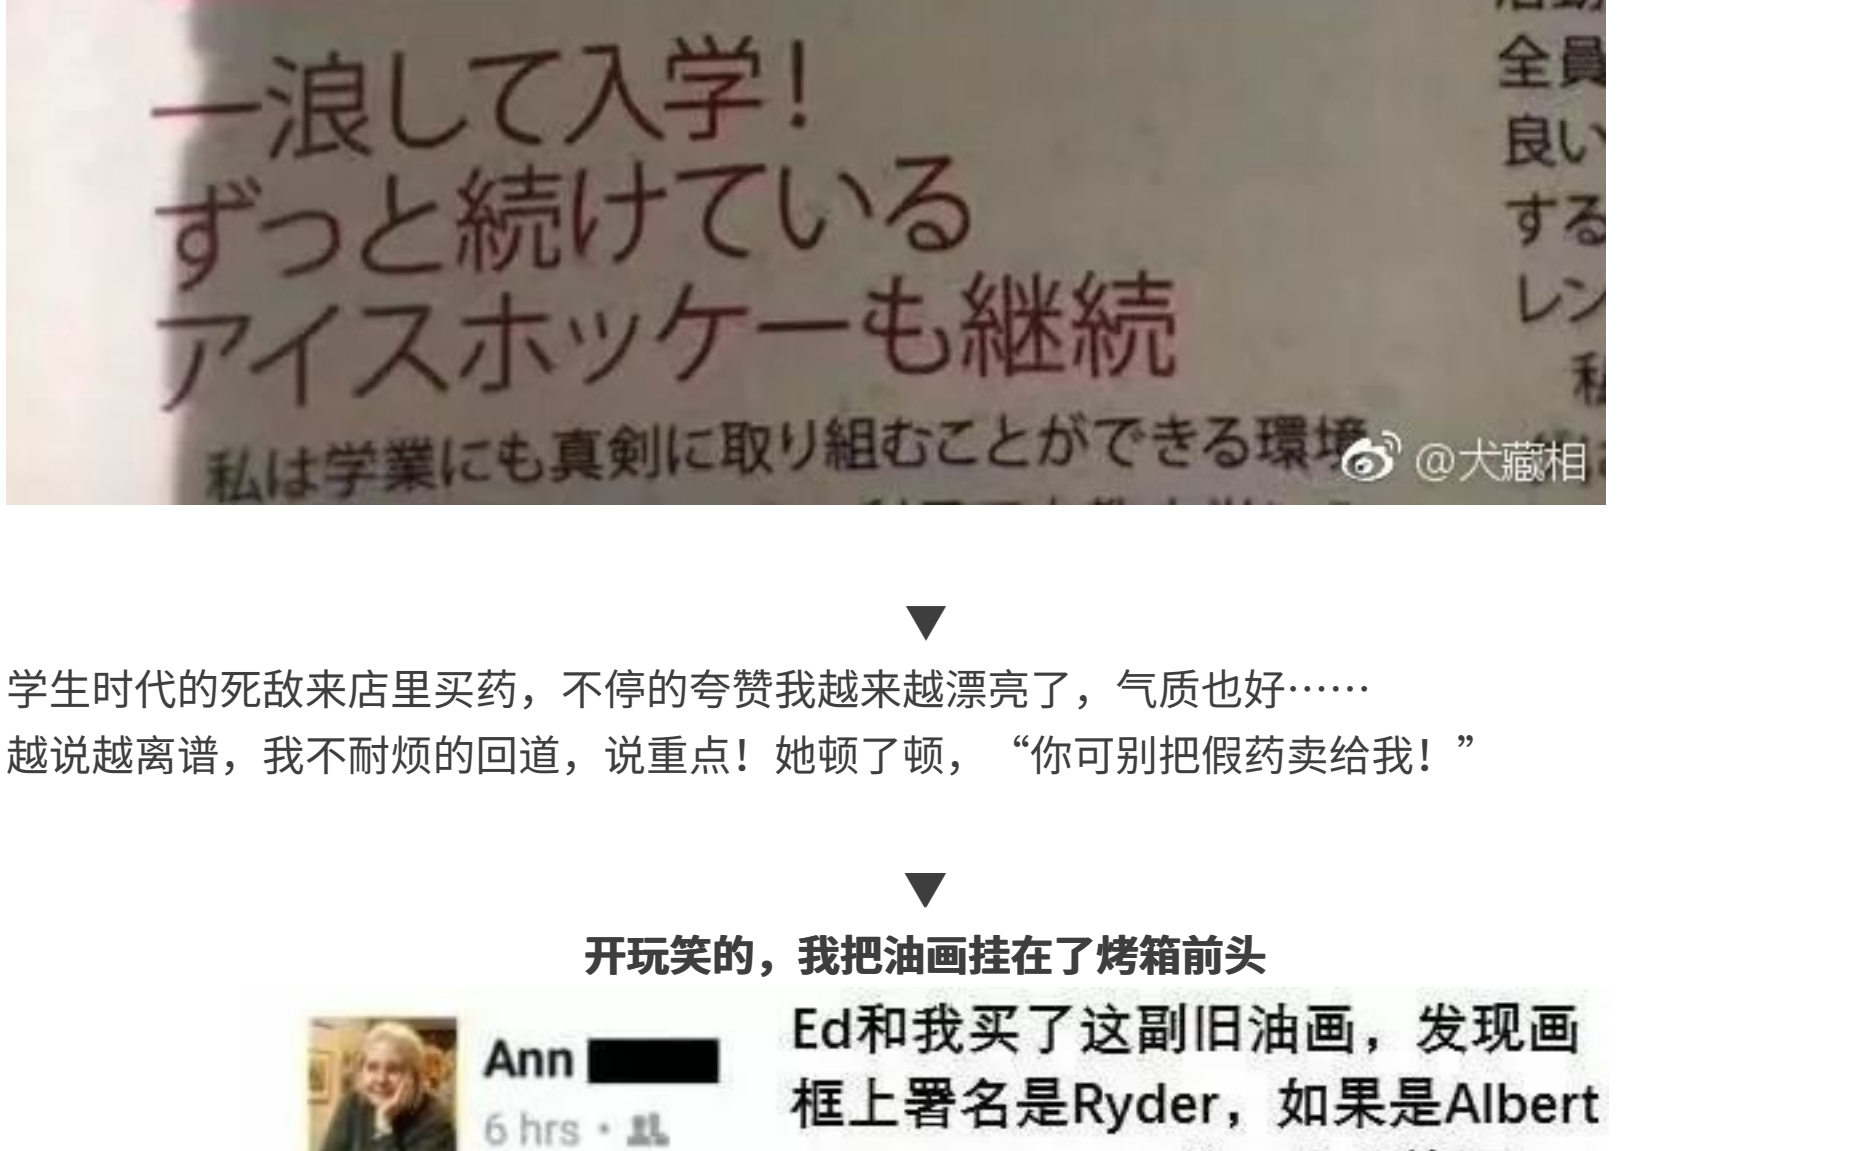 一浪して入学!
ずっと続けている
アイスホッケーも継続
私は学業にも真剣に取り組むことができる環境
全員
良い
する
レン
私
@犬藏相
▼
学生时代的死敌来店里买药，不停的夸赞我越来越漂亮了，气质也好……
越说越离谱，我不耐烦的回道，说重点！她顿了顿，“你可别把假药卖给我！”
▼
开玩笑的，我把油画挂在了烤箱前头
Ann
6 hrs
Ed和我买了这副旧油画，发现画
框上署名是Ryder，如果是Albert